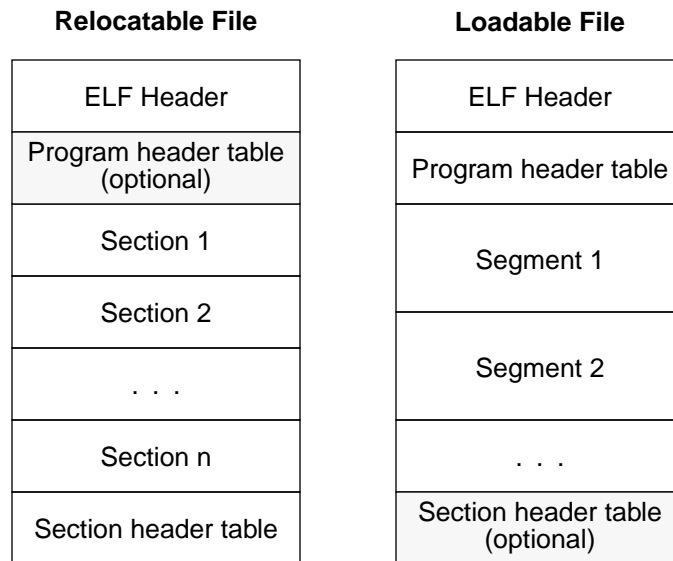 Relocatable File
ELF Header
Program header table
(optional)
Section 1
Section 2
. . .
Section n
Section header table
Loadable File
ELF Header
Program header table
Segment 1
Segment 2
. . .
Section header table
(optional)